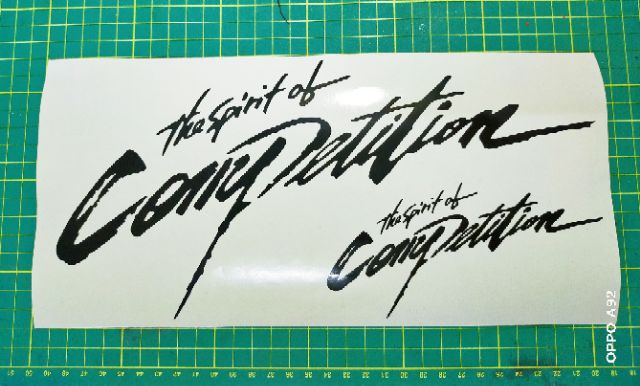 the Spirit of
Competition
the Spirit of
Competition
OPPO A92